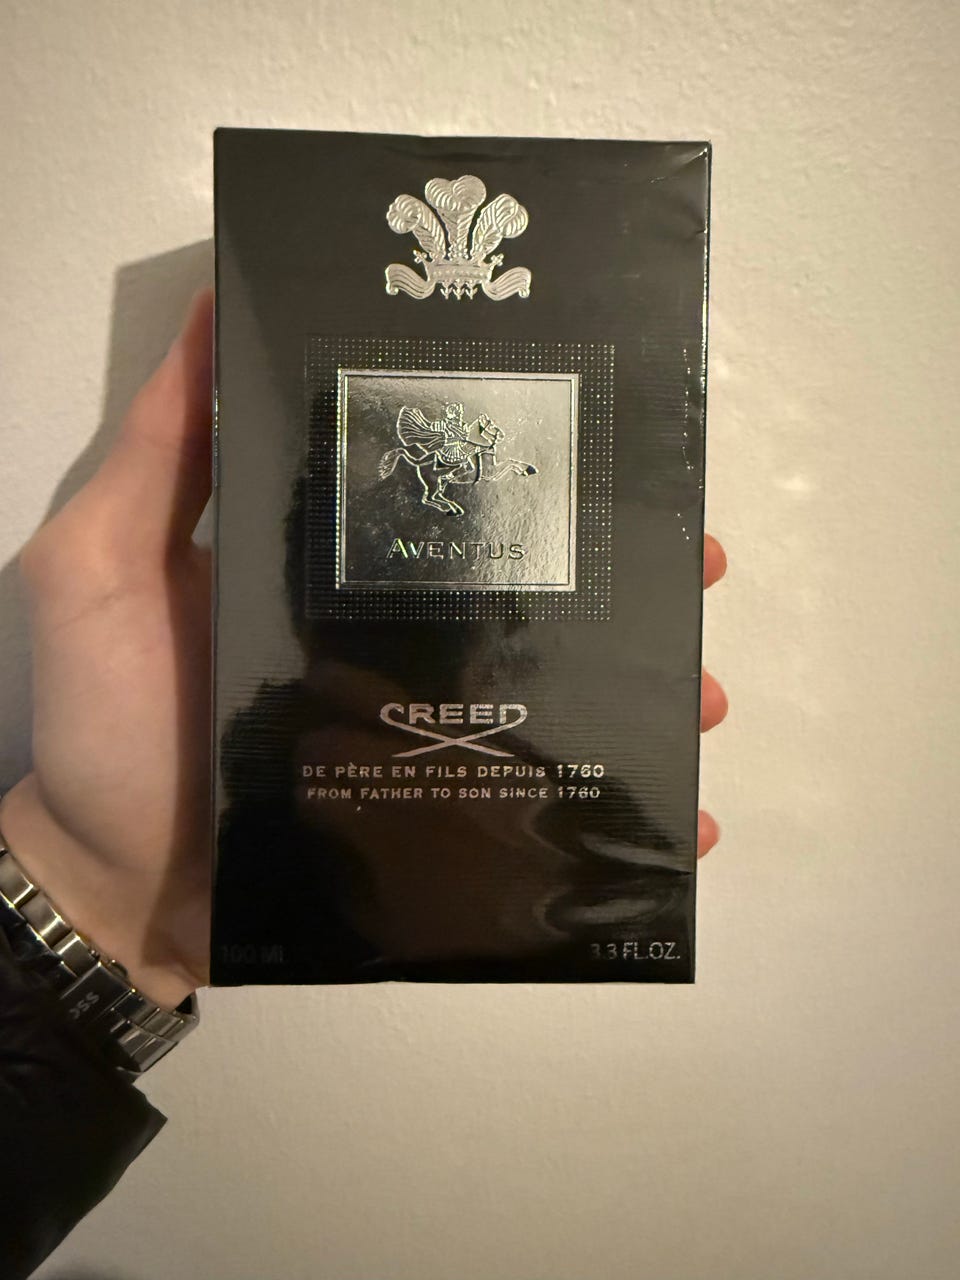 AVENTUS
CREED
DE PÈRE EN FILS DEPUIS 1760
FROM FATHER TO SON SINCE 1760
100 ML 3.3 FL.OZ.